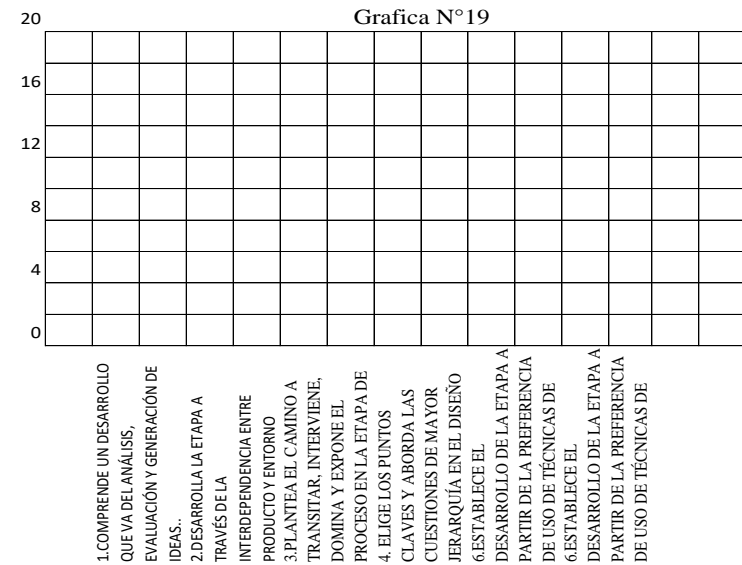 Grafica N°19
20
16
12
8
4
0
1.COMPRENDE UN DESARROLLO
QUE VA DEL ANÁLISIS,
EVALUACIÓN Y GENERACIÓN DE
IDEAS..
2.DESARROLLA LA ETAPA A
TRAVÉS DE LA
INTERDEPENDENCIA ENTRE
PRODUCTO Y ENTORNO
3.PLANTEA EL CAMINO A
TRANSITAR, INTERVIENE,
DOMINA Y EXPONE EL
PROCESO EN LA ETAPA DE
4. ELIGE LOS PUNTOS
CLAVES Y ABORDA LAS
CUESTIONES DE MAYOR
JERARQUÍA EN EL DISEÑO
6.ESTABLECE EL
DESARROLLO DE LA ETAPA A
PARTIR DE LA PREFERENCIA
DE USO DE TÉCNICAS DE
6.ESTABLECE EL
DESARROLLO DE LA ETAPA A
PARTIR DE LA PREFERENCIA
DE USO DE TÉCNICAS DE